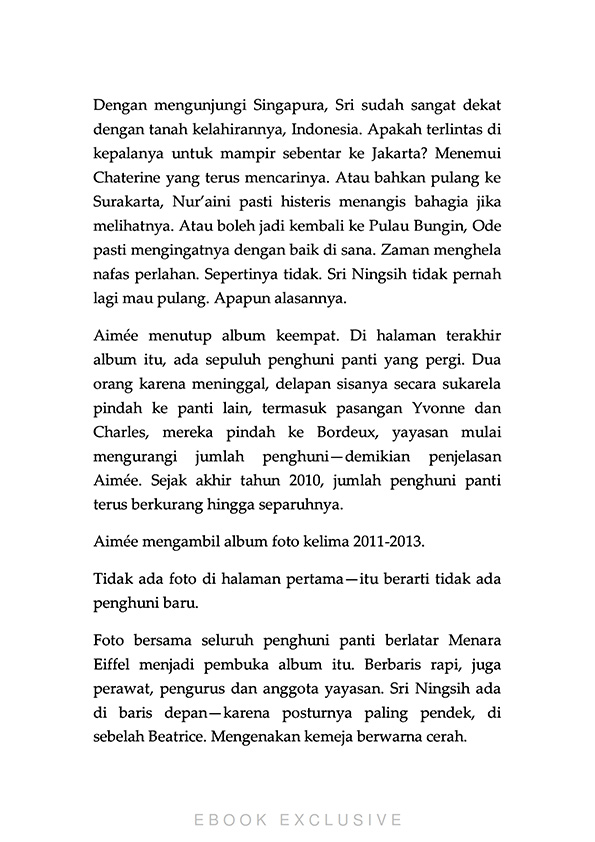 Dengan mengunjungi Singapura, Sri sudah sangat dekat
dengan tanah kelahirannya, Indonesia. Apakah terlintas di
kepalanya untuk mampir sebentar ke Jakarta? Menemui
Chaterine yang terus mencarinya. Atau bahkan pulang ke
Surakarta, Nur’aini pasti histeris menangis bahagia jika
melihatnya. Atau boleh jadi kembali ke Pulau Bungin, Ode
pasti mengingatnya dengan baik di sana. Zaman menghela
nafas perlahan. Sepertinya tidak. Sri Ningsih tidak pernah
lagi mau pulang. Apapun alasannya.
Aimée menutup album keempat. Di halaman terakhir
album itu, ada sepuluh penghuni panti yang pergi. Dua
orang karena meninggal, delapan sisanya secara sukarela
pindah ke panti lain, termasuk pasangan Yvonne dan
Charles, mereka pindah ke Bordeux, yayasan mulai
mengurangi jumlah penghuni—demikian penjelasan
Aimée. Sejak akhir tahun 2010, jumlah penghuni panti
terus berkurang hingga separuhnya.
Aimée mengambil album foto kelima 2011-2013.
Tidak ada foto di halaman pertama—itu berarti tidak ada
penghuni baru.
Foto bersama seluruh penghuni panti berlatar Menara
Eiffel menjadi pembuka album itu. Berbaris rapi, juga
perawat, pengurus dan anggota yayasan. Sri Ningsih ada
di baris depan—karena posturnya paling pendek, di
sebelah Beatrice. Mengenakan kemeja berwarna cerah.
EBOOK EXCLUSIVE